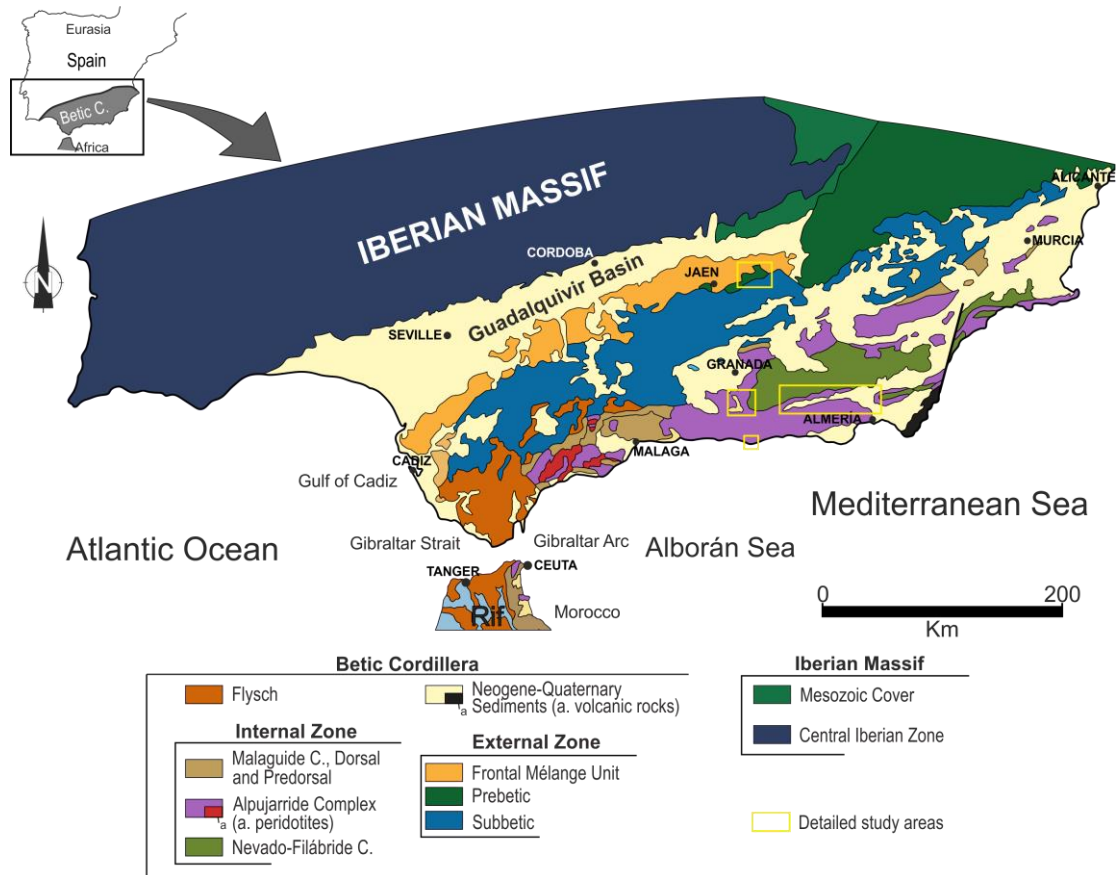 Eurasia
Spain
Betic C.
Africa
N
IBERIAN MASSIF
Guadalquivir Basin
ALICANTE
MURCIA
CORDOBA
JAEN
SEVILLE
GRANADA
ALMERÍA
MALAGA
CADIZ
Gulf of Cadiz
Mediterranean Sea
Atlantic Ocean
Gibraltar Strait
Gibraltar Arc
Alborán Sea
TANGER
CEUTA
Rif
Morocco
0
200
Km
Betic Cordillera
Flysch
Neogene-Quaternary
Sediments (a. volcanic rocks)
a
Internal Zone
Malaguide C., Dorsal
and Predorsal
Alpujarride Complex
(a. peridotites)
a
Nevado-Filábride C.
External Zone
Frontal Mélange Unit
Prebetic
Subbetic
Iberian Massif
Mesozoic Cover
Central Iberian Zone
Detailed study areas